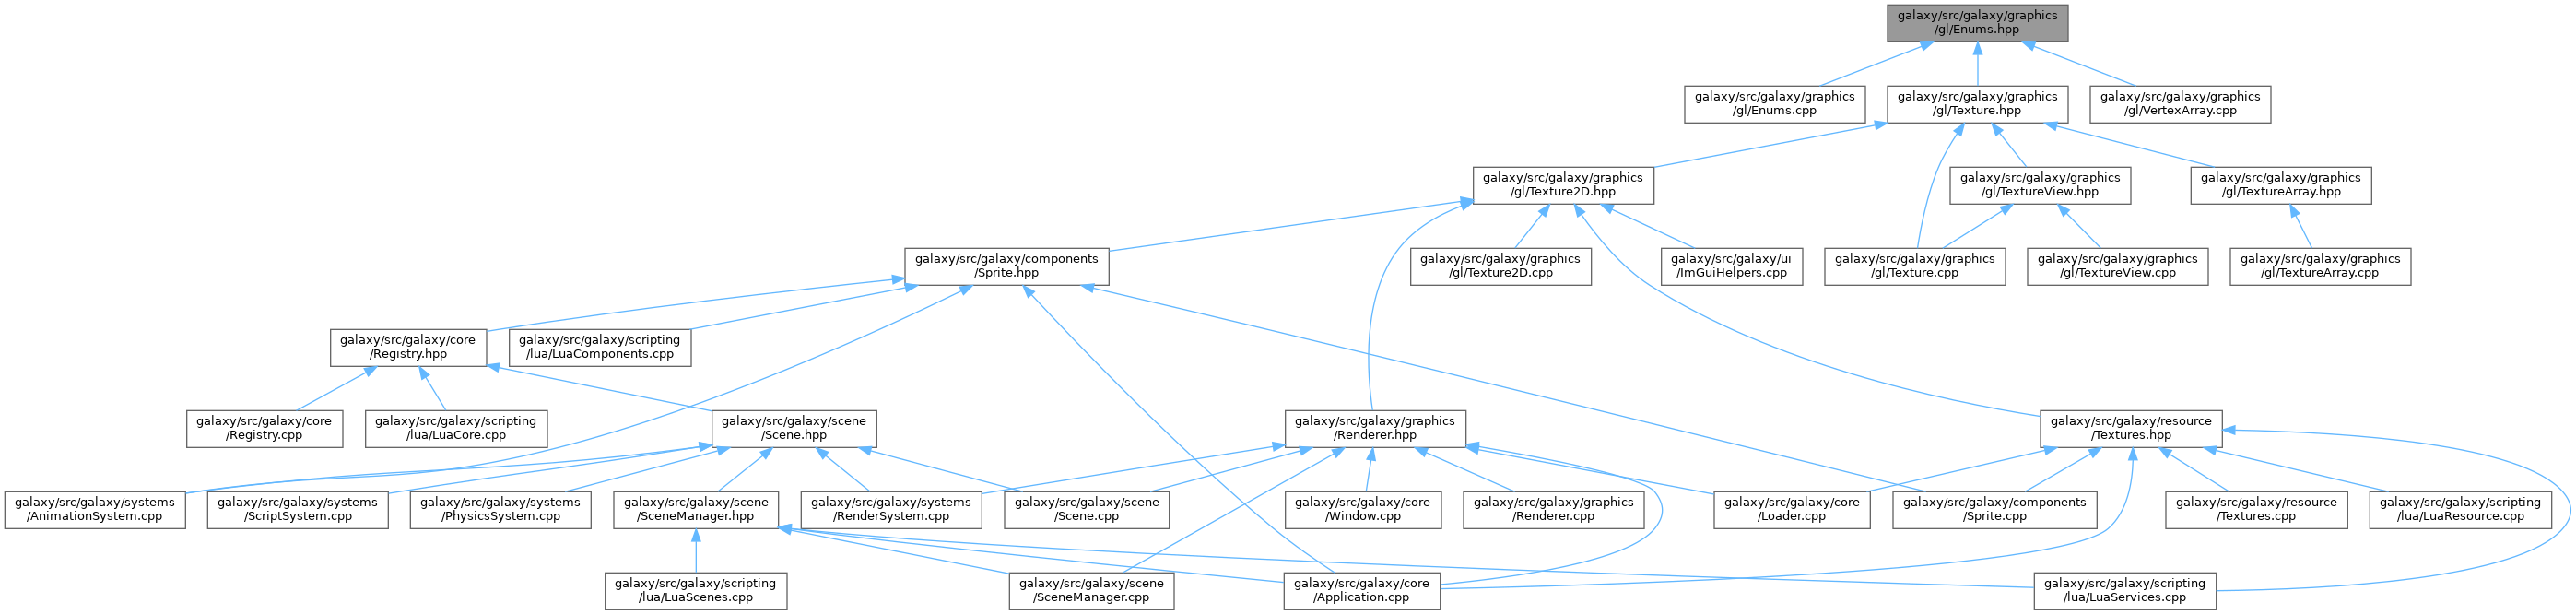 galaxy/src/galaxy/graphics
/gl/Enums.hpp
galaxy/src/galaxy/graphics
/gl/Enums.cpp
galaxy/src/galaxy/graphics
/gl/Texture.hpp
galaxy/src/galaxy/graphics
/gl/VertexArray.cpp
galaxy/src/galaxy/graphics
/gl/Texture2D.hpp
galaxy/src/galaxy/graphics
/gl/TextureView.hpp
galaxy/src/galaxy/graphics
/gl/TextureArray.hpp
galaxy/src/galaxy/components
/Sprite.hpp
galaxy/src/galaxy/graphics
/gl/Texture2D.cpp
galaxy/src/galaxy/ui
/ImGuiHelpers.cpp
galaxy/src/galaxy/graphics
/gl/Texture.cpp
galaxy/src/galaxy/graphics
/gl/TextureView.cpp
galaxy/src/galaxy/graphics
/gl/TextureArray.cpp
galaxy/src/galaxy/core
/Registry.hpp
galaxy/src/galaxy/scripting
/lua/LuaComponents.cpp
galaxy/src/galaxy/core
/Registry.cpp
galaxy/src/galaxy/scripting
/lua/LuaCore.cpp
galaxy/src/galaxy/scene
/Scene.hpp
galaxy/src/galaxy/graphics
/Renderer.hpp
galaxy/src/galaxy/resource
/Textures.hpp
galaxy/src/galaxy/systems
/AnimationSystem.cpp
galaxy/src/galaxy/systems
/ScriptSystem.cpp
galaxy/src/galaxy/systems
/PhysicsSystem.cpp
galaxy/src/galaxy/scene
/SceneManager.hpp
galaxy/src/galaxy/systems
/RenderSystem.cpp
galaxy/src/galaxy/scene
/Scene.cpp
galaxy/src/galaxy/core
/Window.cpp
galaxy/src/galaxy/graphics
/Renderer.cpp
galaxy/src/galaxy/core
/Loader.cpp
galaxy/src/galaxy/components
/Sprite.cpp
galaxy/src/galaxy/resource
/Textures.cpp
galaxy/src/galaxy/scripting
/lua/LuaResource.cpp
galaxy/src/galaxy/scripting
/lua/LuaScenes.cpp
galaxy/src/galaxy/scene
/SceneManager.cpp
galaxy/src/galaxy/core
/Application.cpp
galaxy/src/galaxy/scripting
/lua/LuaServices.cpp